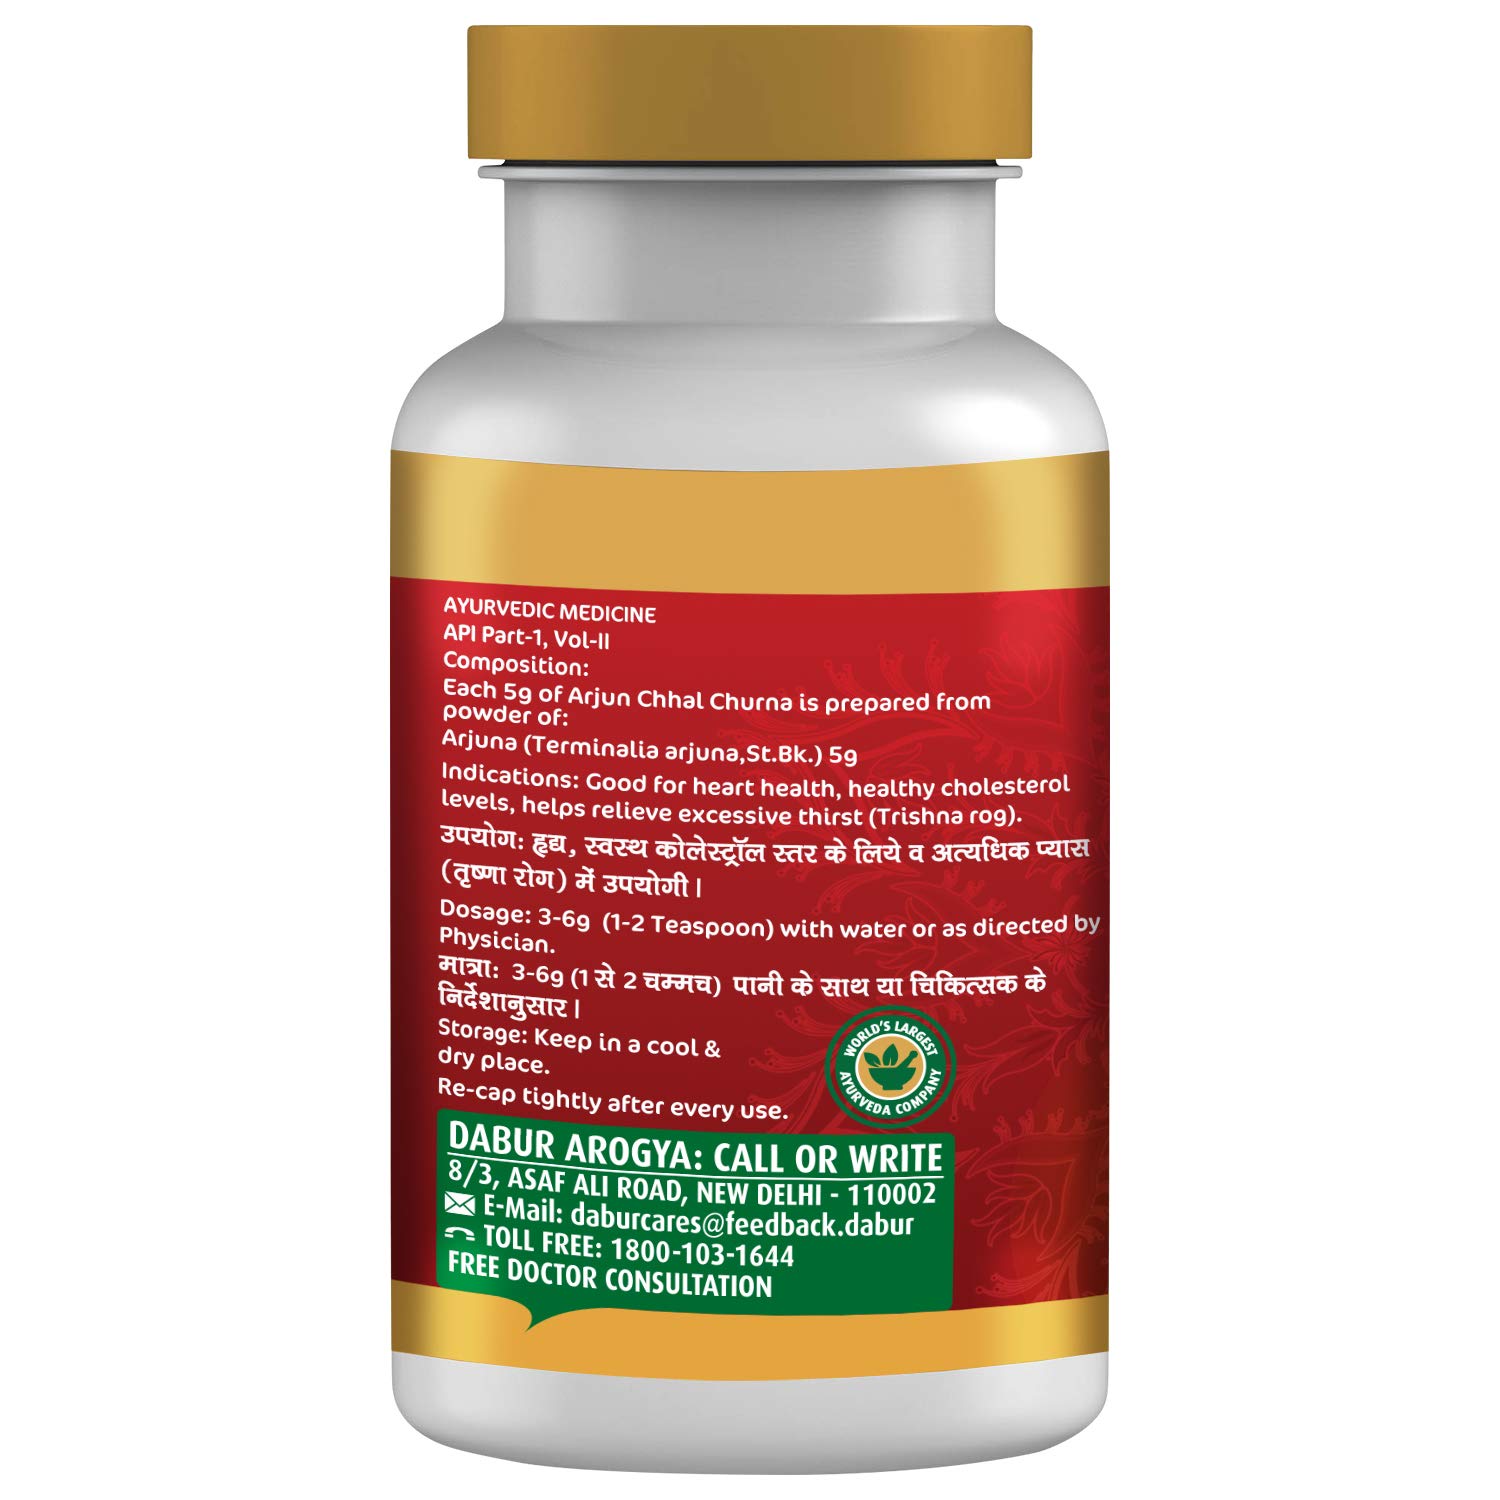 AYURVEDIC MEDICINE
API Part-1, Vol-II
Composition:
Each 5g of Arjun Chhal Churna is prepared from
powder of:
Arjuna (Terminalia arjuna,St.Bk.) 5g
Indications: Good for heart health, healthy cholesterol
levels, helps relieve excessive thirst (Trishna rog).
उपयोग: हृद्य, स्वस्थ कोलेस्ट्रॉल स्तर के लिये व अत्यधिक प्यास
(तृष्णा रोग) में उपयोगी।
Dosage: 3-6g (1-2 Teaspoon) with water or as directed by
Physician.
मात्रा: 3-6g (1 से 2 चम्मच) पानी के साथ या चिकित्सक के
निर्देशानुसार।
Storage: Keep in a cool &
dry place.
Re-cap tightly after every use.
WORLD'S LARGEST
AYURVEDA COMPANY
DABUR AROGYA: CALL OR WRITE
8/3, ASAF ALI ROAD, NEW DELHI - 110002
E-Mail: daburcares@feedback.dabur
TOLL FREE: 1800-103-1644
FREE DOCTOR CONSULTATION